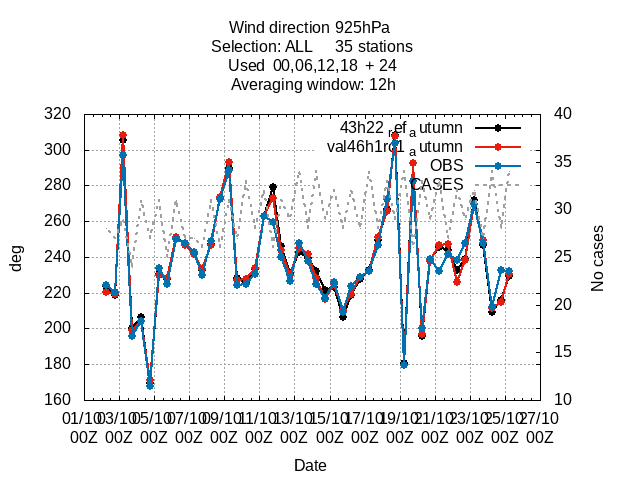 Wind direction 925hPa
Selection: ALL 35 stations
Used 00,06,12,18 + 24
Averaging window: 12h
43h22_ref_autumn
val46h1rc1_autumn
OBS
CASES
320
300
280
260
240
220
200
180
160
deg
40
35
30
25
20
15
10
No cases
01/10 03/10 05/10 07/10 09/10 11/10 13/10 15/10 17/10 19/10 21/10 23/10 25/10 27/10
00Z 00Z 00Z 00Z 00Z 00Z 00Z 00Z 00Z 00Z 00Z 00Z 00Z 00Z
Date